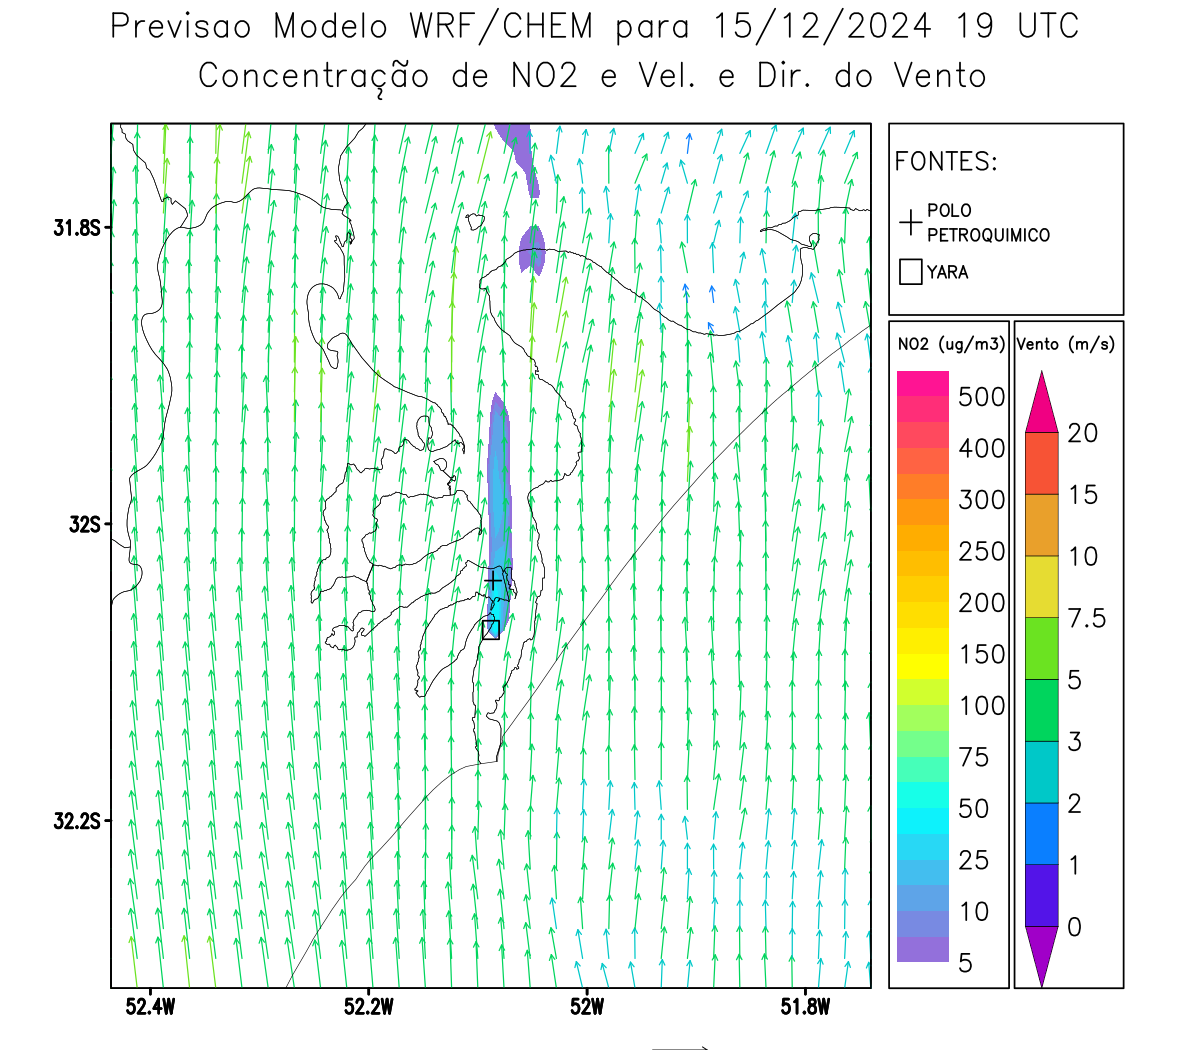 Previsao Modelo WRF/CHEM para 15/12/2024 19 UTC
Concentração de NO2 e Vel. e Dir. do Vento
FONTES:
POLO
PETROQUIMICO
YARA
31.8S
32S
32.2S
52.4W 52.2W 52W 51.8W
NO2 (ug/m3)
500
400
300
250
200
150
100
75
50
25
10
5
Vento (m/s)
20
15
10
7.5
5
3
2
1
0